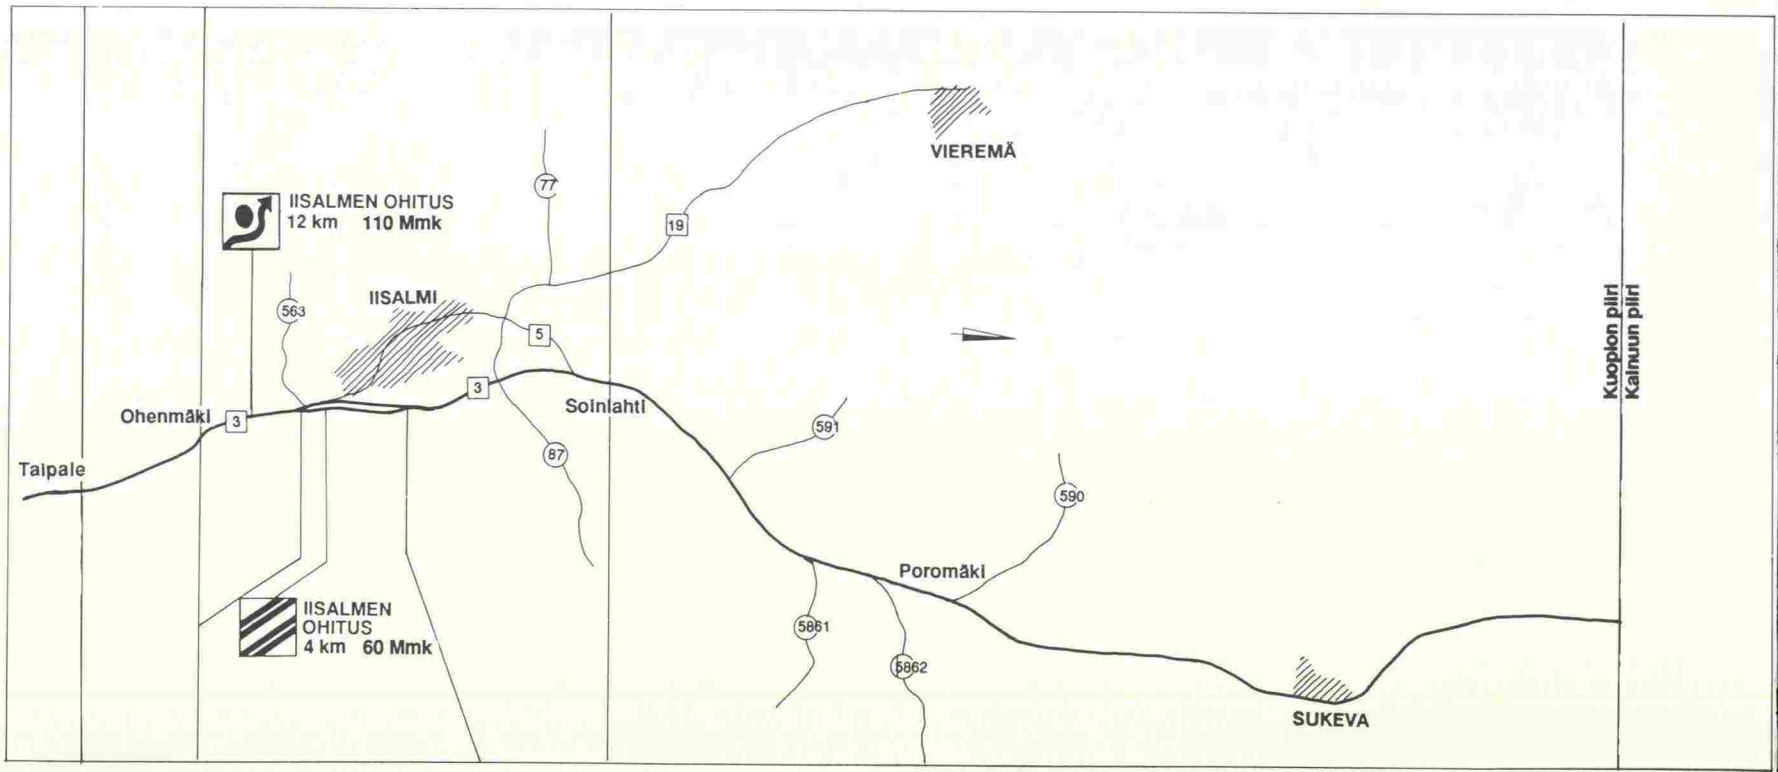 VIEREMÄ
77
IISALMEN OHITUS
12 km 110 Mmk
19
IISALMI
563
5
Kuopion piiri
Kainuun piiri
3
Ohenmäki
3
Soinlahti
591
Taipale
87
590
Poromäki
IISALMEN
OHITUS
4 km 60 Mmk
5861
5862
SUKEVA